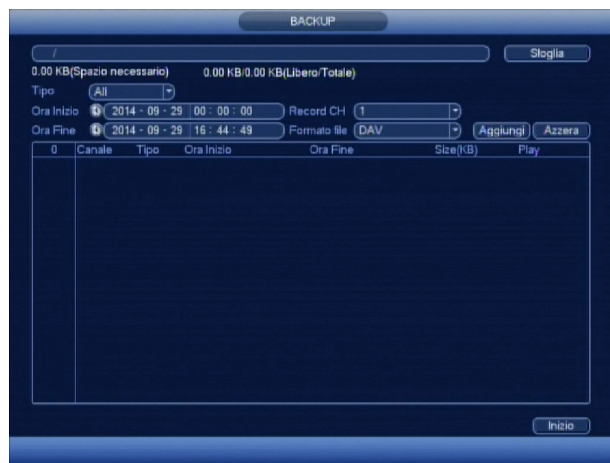 BACKUP
/ Sfoglia
0.00 KB(Spazio necessario) 0.00 KB/0.00 KB(Libero/Totale)
Tipo All
Ora Inizio 2014 - 09 - 29 00 : 00 : 00 Record CH 1
Ora Fine 2014 - 09 - 29 16 : 44 : 49 Formato file DAV Aggiungi Azzera
0 Canale Tipo Ora Inizio Ora Fine Size(KB) Play
Inizio